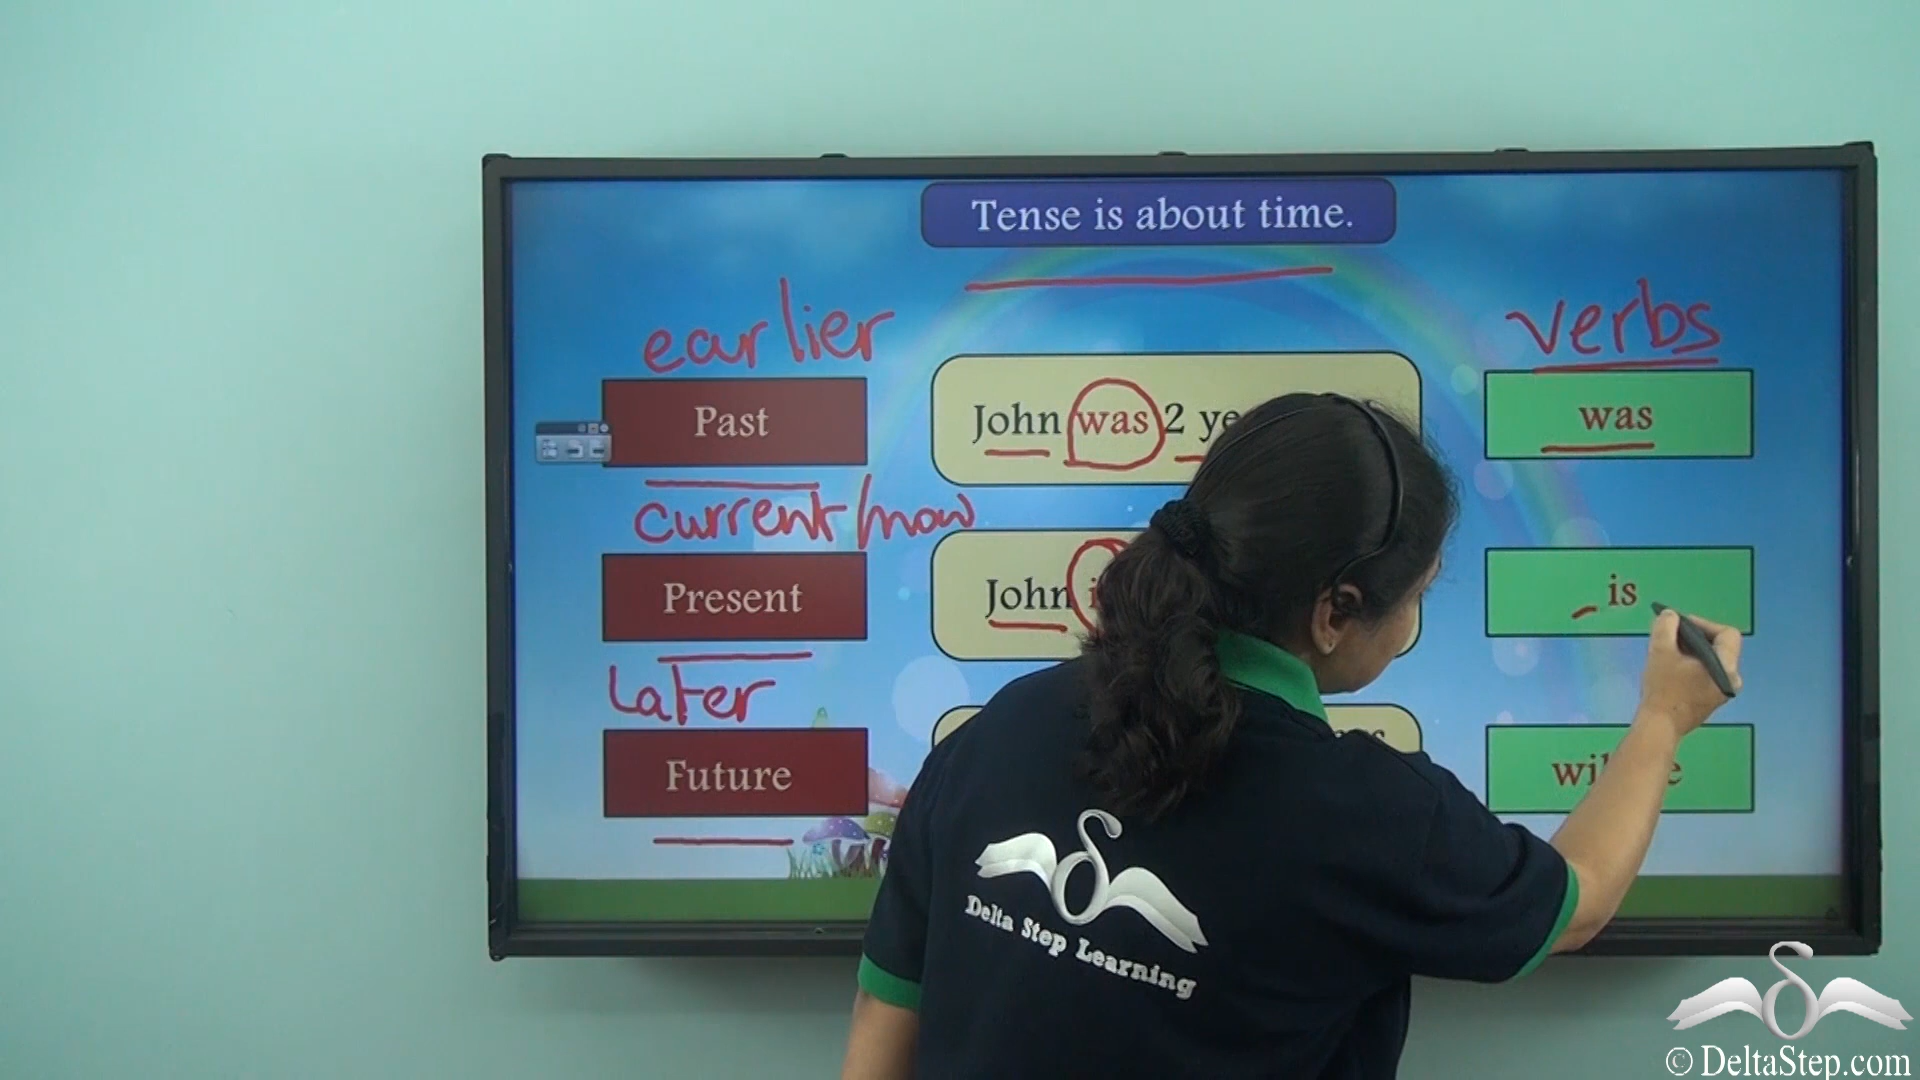 Tense is about time.
earlier
verbs
Past
John was 2
was
current/now
Present
John
is
Later
Future
Delta Step Learning
© DeltaStep.com